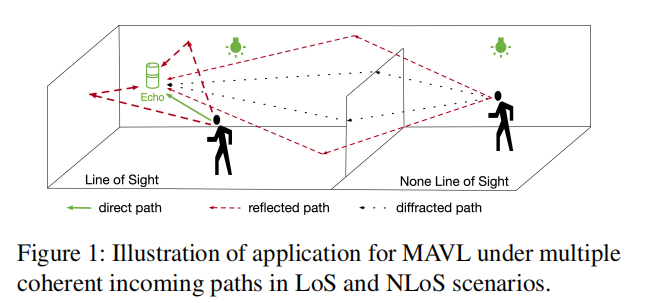 Echo
Line of Sight
None Line of Sight
direct path
reflected path
diffracted path
Figure 1: Illustration of application for MAVL under multiple
coherent incoming paths in LoS and NLoS scenarios.